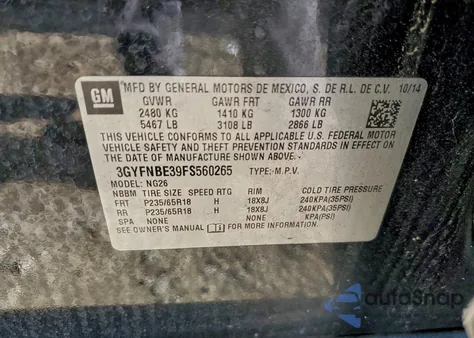 GM
MFD BY GENERAL MOTORS DE MEXICO, S. DE R.L. DE C.V. 10/14
GVWR GAWR FRT GAWR RR
2480 KG 1410 KG 1300 KG
5467 LB 3108 LB 2866 LB
THIS VEHICLE CONFORMS TO ALL APPLICABLE U.S. FEDERAL MOTOR
VEHICLE SAFETY AND THEFT PREVENTION STANDARDS IN EFFECT ON THE
DATE OF MANUFACTURE SHOWN ABOVE.
3GYFNBE39FS560265 TYPE:-M.P.V.
MODEL: NG26
NBBM TIRE SIZE SPEED RTG RIM COLD TIRE PRESSURE
FRT P235/65R18 H 18X8J 240KPA(35PSI)
RR P235/65R18 H 18X8J 240KPA(35PSI)
SPA NONE NONE KPA(PSI)
SEE OWNER'S MANUAL FOR MORE INFORMATION.
autoSnap